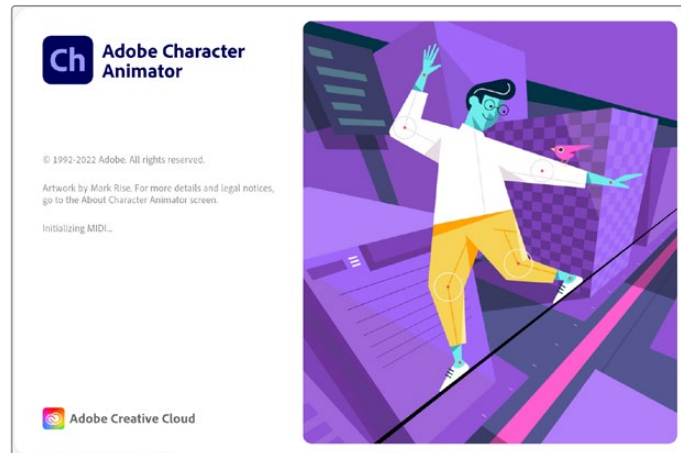 Ch
Adobe Character
Animator
© 1992-2022 Adobe. All rights reserved.
Artwork by Mark Rise. For more details and legal notices,
go to the About Character Animator screen.
Initializing MIDI...
Adobe Creative Cloud